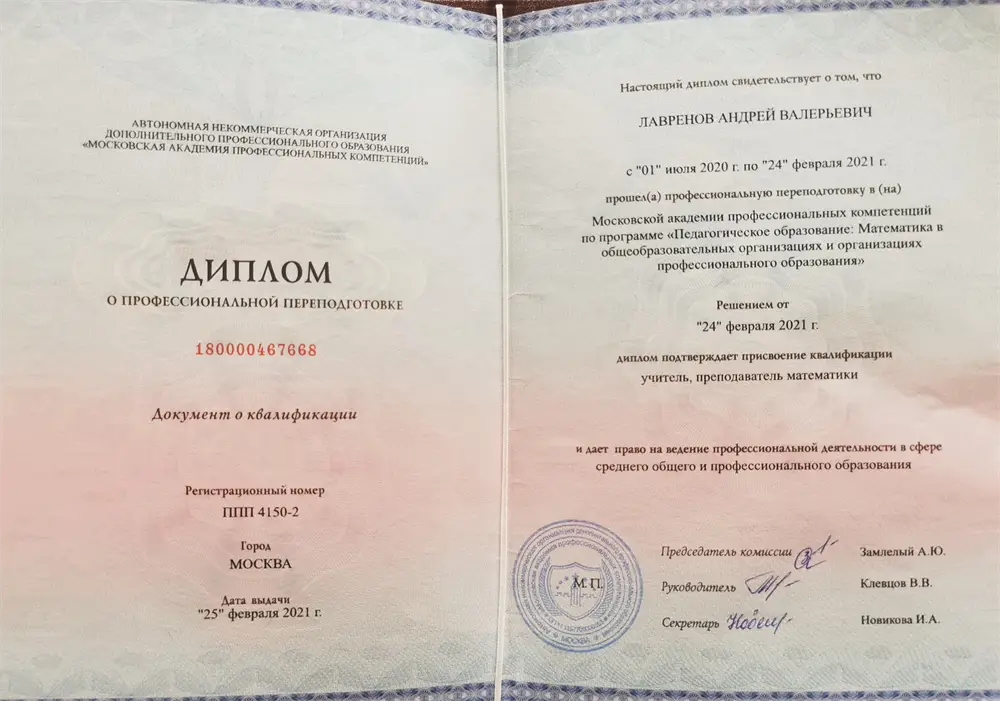 АВТОНОМНАЯ НЕКОММЕРЧЕСКАЯ ОРГАНИЗАЦИЯ
ДОПОЛНИТЕЛЬНОГО ПРОФЕССИОНАЛЬНОГО ОБРАЗОВАНИЯ
«МОСКОВСКАЯ АКАДЕМИЯ ПРОФЕССИОНАЛЬНЫХ КОМПЕТЕНЦИЙ»
ДИПЛОМ
О ПРОФЕССИОНАЛЬНОЙ ПЕРЕПОДГОТОВКЕ
180000467668
Документ о квалификации
Регистрационный номер
ППП 4150-2
Город
МОСКВА
Дата выдачи
"25" февраля 2021 г.
Настоящий диплом свидетельствует о том, что
ЛАВРЕНОВ АНДРЕЙ ВАЛЕРЬЕВИЧ
с "01" июля 2020 г. по "24" февраля 2021 г.
прошел(а) профессиональную переподготовку в (на)
Московской академии профессиональных компетенций
по программе «Педагогическое образование: Математика в
общеобразовательных организациях и организациях
профессионального образования»
Решением от
"24" февраля 2021 г.
диплом подтверждает присвоение квалификации
учитель, преподаватель математики
и дает право на ведение профессиональной деятельности в сфере
среднего общего и профессионального образования
М.П.
Председатель комиссии Замлелый А.Ю.
Руководитель Клевцов В.В.
Секретарь Новикова И.А.
МОСКВА